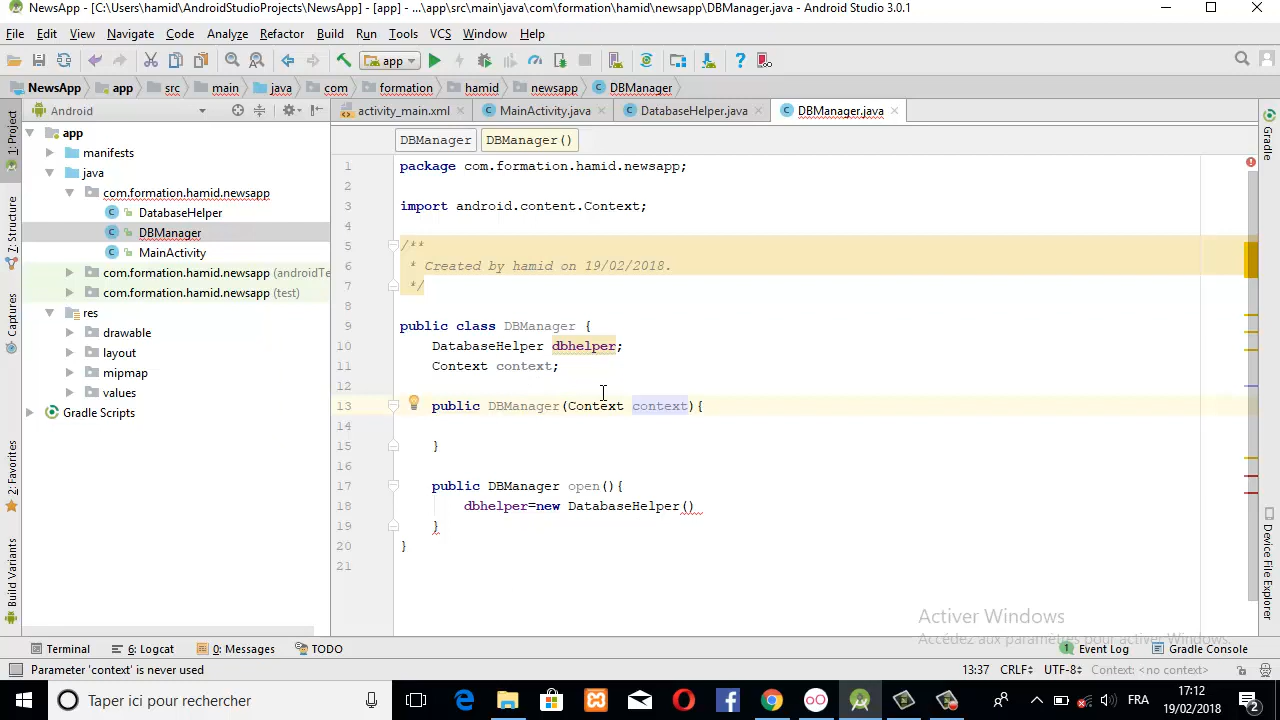 NewsApp - [C:\Users\hamid\AndroidStudioProjects\NewsApp] - [app] - ...\app\src\main\java\com\formation\hamid\newsapp\DBManager.java - Android Studio 3.0.1
File Edit View Navigate Code Analyze Refactor Build Run Tools VCS Window Help
app
NewsApp app src main java com formation hamid newsapp DBManager
Android
activity_main.xml MainActivity.java DatabaseHelper.java DBManager.java
DBManager DBManager()
1: Project
7: Structure
Captures
2: Favorites
Build Variants
app
manifests
java
com.formation.hamid.newsapp
DatabaseHelper
DBManager
MainActivity
com.formation.hamid.newsapp (androidTe
com.formation.hamid.newsapp (test)
res
drawable
layout
mipmap
values
Gradle Scripts
1 package com.formation.hamid.newsapp;
2
3 import android.content.Context;
4
5 /**
6 * Created by hamid on 19/02/2018.
7 */
8
9 public class DBManager {
10 DatabaseHelper dbhelper;
11 Context context;
12
13 public DBManager(Context context){
14
15 }
16
17 public DBManager open(){
18 dbhelper=new DatabaseHelper()
19 }
20 }
21
Gradle
Device File Explorer
Activer Windows
Accédez aux paramètres pour activer Windows.
Terminal 6: Logcat 0: Messages TODO 1 Event Log Gradle Console
Parameter 'context' is never used 13:37 CRLF UTF-8 Context: <no context>
Taper ici pour rechercher FRA 17:12
19/02/2018 2